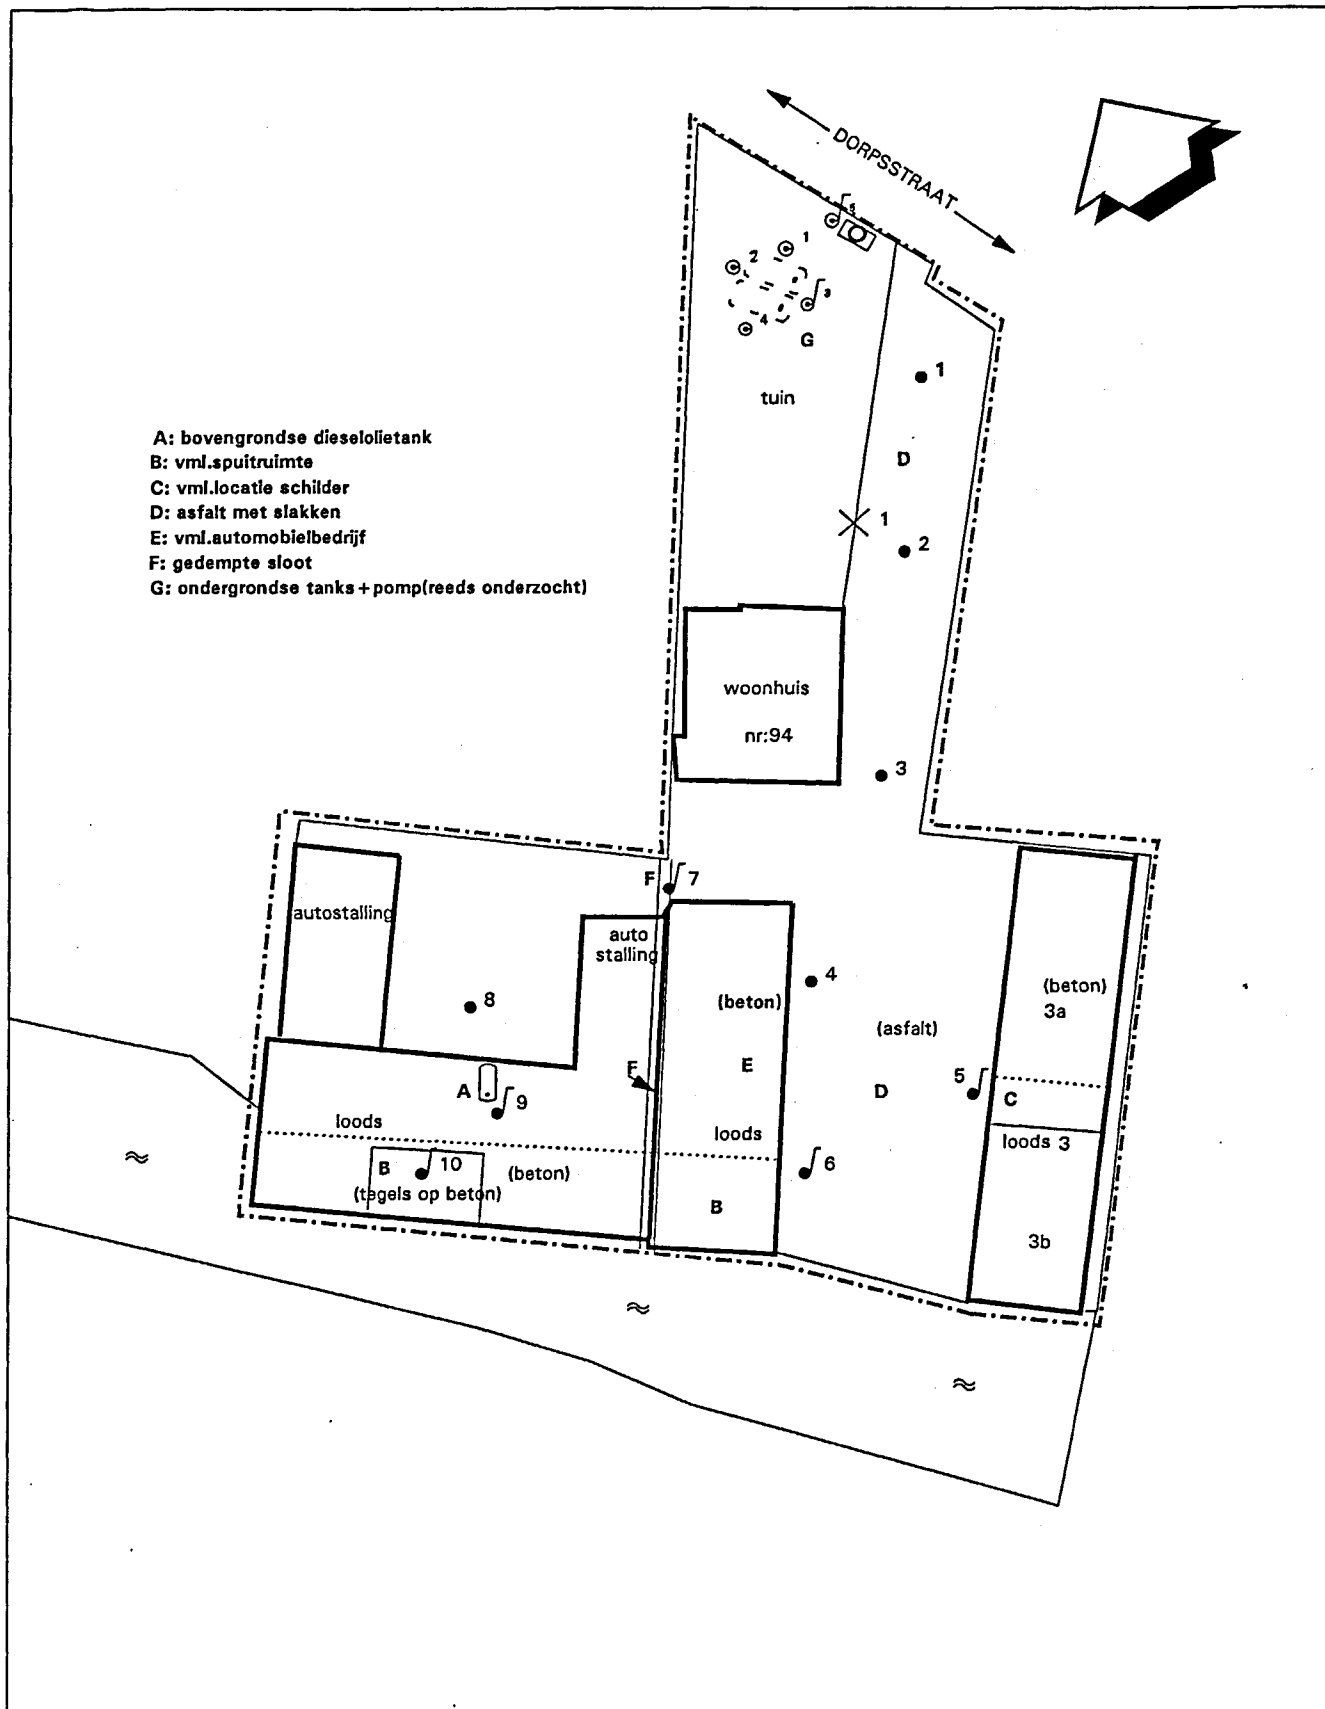 DORPSSTRAAT
5
1
2
3
4
G
1
tuin
A: bovengrondse dieselolietank
B: vml.spuitruimte
C: vml.locatie schilder
D: asfalt met slakken
E: vml.automobielbedrijf
F: gedempte sloot
G: ondergrondse tanks+pomp(reeds onderzocht)
D
1
2
woonhuis
nr:94
3
F 7
autostalling
auto
stalling
8
4
(beton)
(asfalt)
(beton)
3a
E
F
A
9
D
5
C
loods
loods
loods 3
B
10
(beton)
(tegels op beton)
6
B
3b